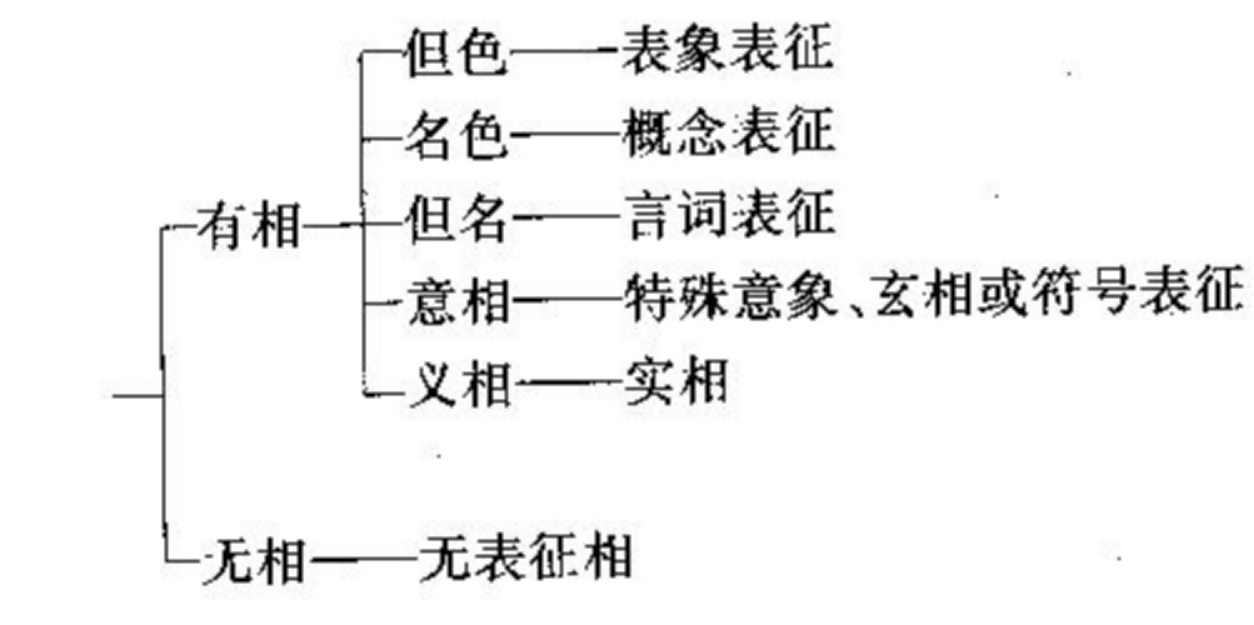 但色 表象表征
名色 概念表征
有相 但名 言词表征
意相 特殊意象、玄相或符号表征
义相 实相
无相 无表征相